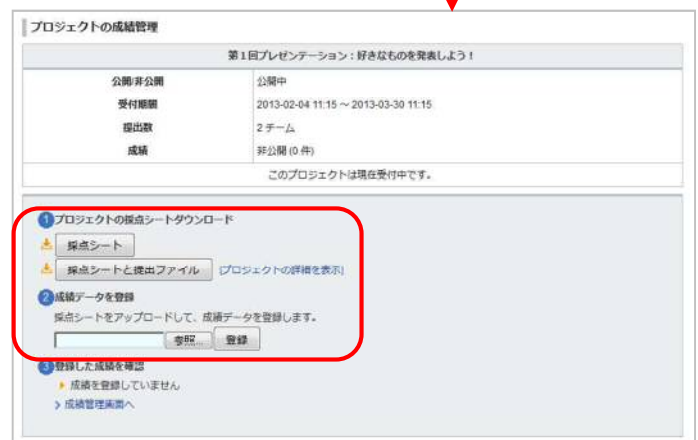 プロジェクトの成績管理
第1回プレゼンテーション：好きなものを発表しよう！
公開/非公開 公開中
受付期間 2013-02-04 11:15 ～ 2013-03-30 11:15
提出数 2 チーム
成績 非公開 (0 件)
このプロジェクトは現在受付中です。
1 プロジェクトの採点シートダウンロード
採点シート
採点シートと提出ファイル [プロジェクトの詳細を表示]
2 成績データを登録
採点シートをアップロードして、成績データを登録します。
参照... 登録
3 登録した成績を確認
成績を登録していません
成績管理画面へ